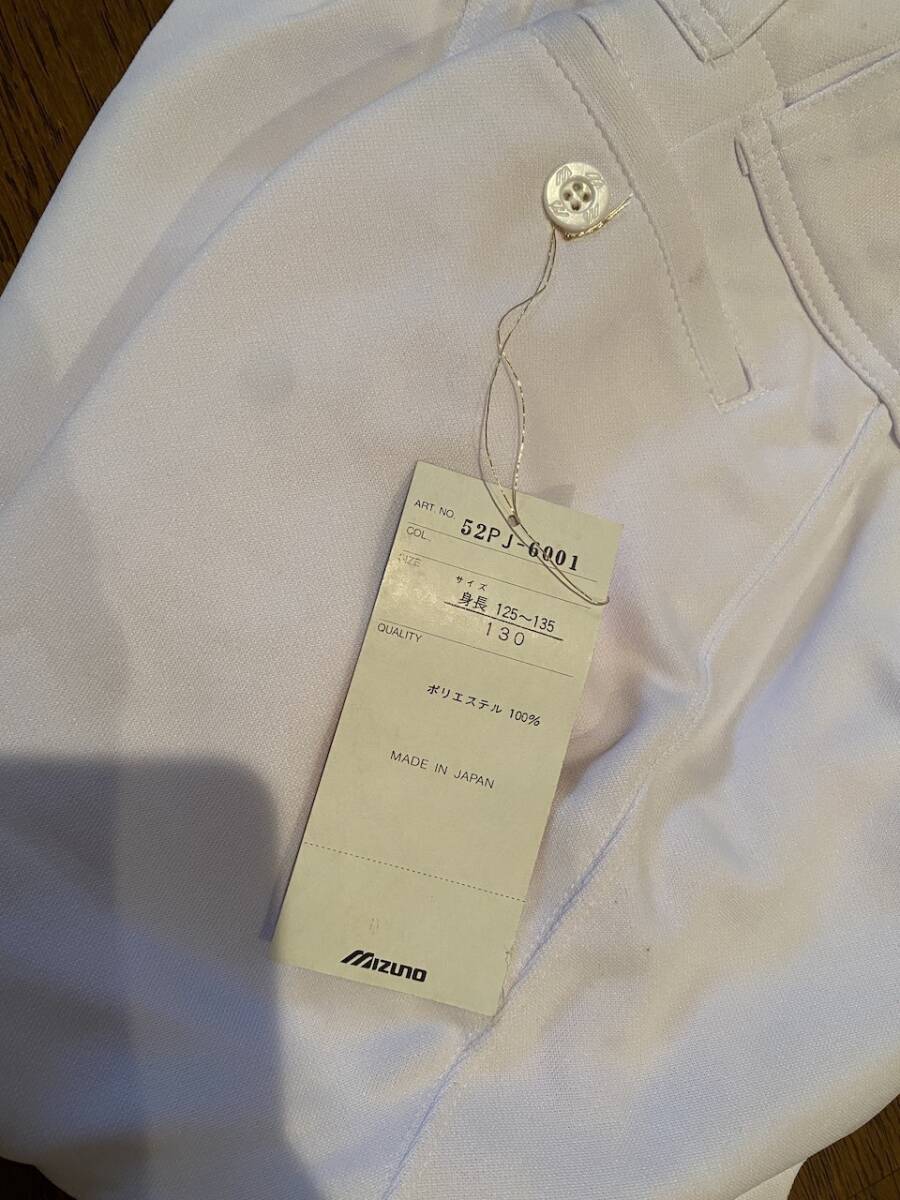 ART. NO. 52PJ-6001
COL.
SIZE
サイズ
身長 125～135
130
QUALITY
ポリエステル 100%
MADE IN JAPAN
MIZUNO